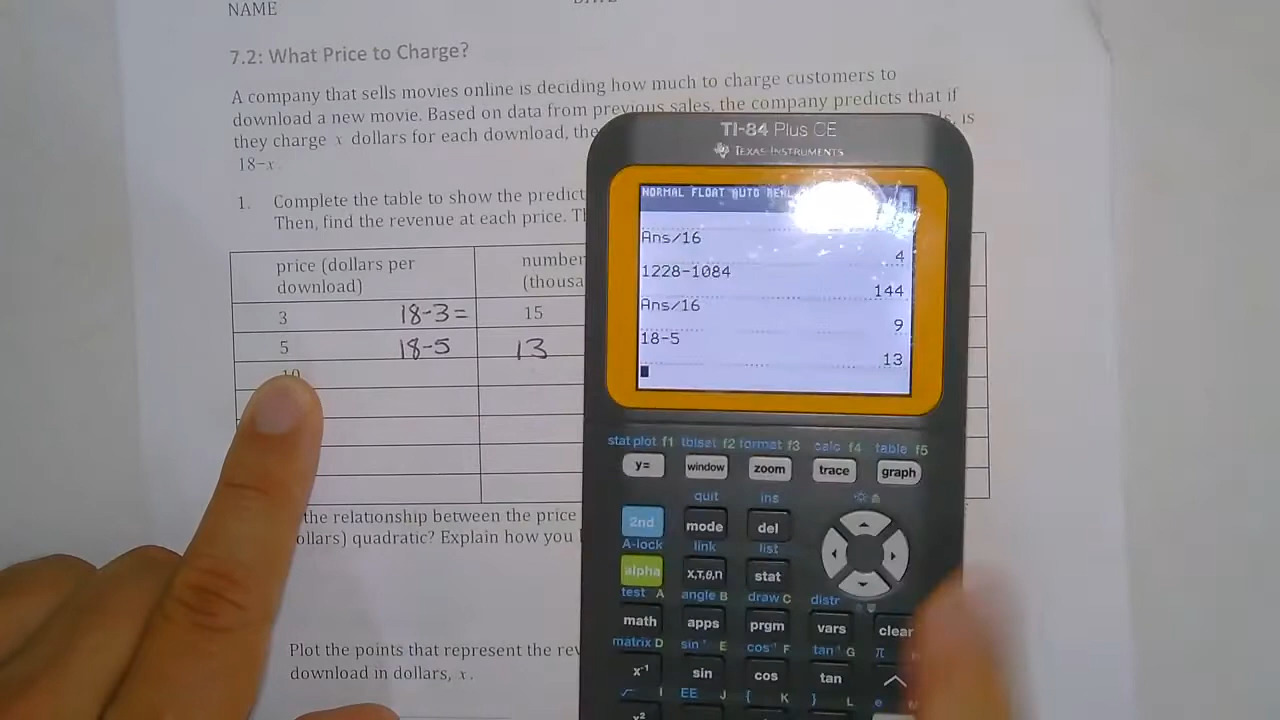 NAME
7.2: What Price to Charge?
A company that sells movies online is deciding how much to charge customers to
download a new movie. Based on data from previous sales, the company predicts that if
they charge x dollars for each download, the is
18-x.
1. Complete the table to show the predict
Then, find the revenue at each price.
price (dollars per
download)
number
(thousa
3 18-3= 15
5 18-5 13
10
the relationship between the price
ollars) quadratic? Explain how you
Plot the points that represent the rev
download in dollars, x.
TI-84 Plus CE
TEXAS INSTRUMENTS
NORMAL FLOAT AUTO REAL
Ans/16
4
1228-1084
144
Ans/16
9
18-5
13
stat plot f1 tblset f2 format f3 calc f4 table f5
y= window zoom trace graph
quit ins
2nd mode del
A-lock link list
alpha X,T,θ,n stat
test A angle B draw C distr
math apps prgm vars clear
matrix D sin⁻¹ E cos⁻¹ F tan⁻¹ G π
x⁻¹ sin cos tan ^
√ I EE J { K } L e
x²